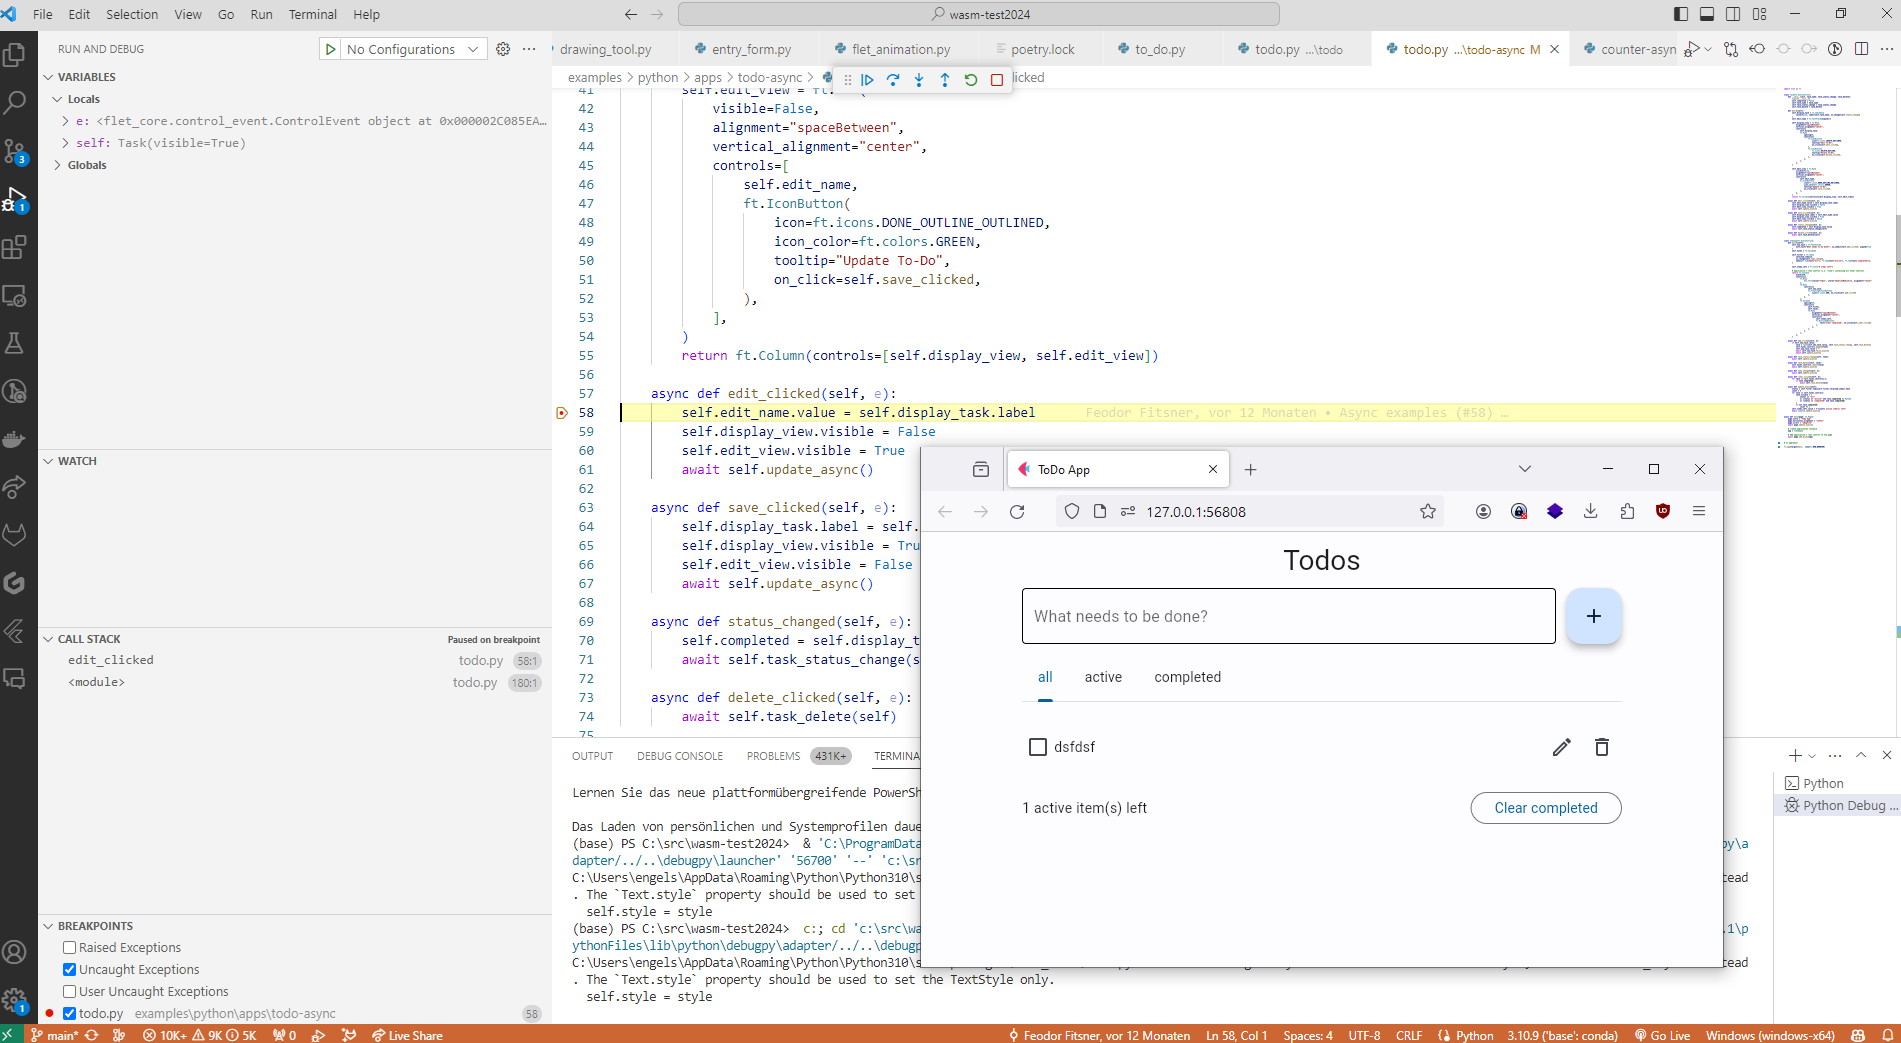 File Edit Selection View Go Run Terminal Help
wasm-test2024
RUN AND DEBUG
No Configurations
drawing_tool.py
entry_form.py
flet_animation.py
poetry.lock
to_do.py
todo.py ...\todo
todo.py ...\todo-async M
counter-asyn
VARIABLES
Locals
e: <flet_core.control_event.ControlEvent object at 0x000002C085EA…
self: Task(visible=True)
Globals
WATCH
CALL STACK
Paused on breakpoint
edit_clicked todo.py 58:1
<module> todo.py 180:1
BREAKPOINTS
Raised Exceptions
Uncaught Exceptions
User Uncaught Exceptions
todo.py examples\python\apps\todo-async 58
examples > python > apps > todo-async >
icked
41 self.edit_view = ft.
42 visible=False,
43 alignment="spaceBetween",
44 vertical_alignment="center",
45 controls=[
46 self.edit_name,
47 ft.IconButton(
48 icon=ft.icons.DONE_OUTLINE_OUTLINED,
49 icon_color=ft.colors.GREEN,
50 tooltip="Update To-Do",
51 on_click=self.save_clicked,
52 ),
53 ],
54 )
55 return ft.Column(controls=[self.display_view, self.edit_view])
56
57 async def edit_clicked(self, e):
58 self.edit_name.value = self.display_task.label Feodor Fitsner, vor 12 Monaten • Async examples (#58) …
59 self.display_view.visible = False
60 self.edit_view.visible = True
61 await self.update_async()
62
63 async def save_clicked(self, e):
64 self.display_task.label = self.
65 self.display_view.visible = Tru
66 self.edit_view.visible = False
67 await self.update_async()
68
69 async def status_changed(self, e):
70 self.completed = self.display_t
71 await self.task_status_change(s
72
73 async def delete_clicked(self, e):
74 await self.task_delete(self)
75
ToDo App
127.0.0.1:56808
Todos
What needs to be done?
all active completed
dsfdsf
1 active item(s) left
Clear completed
OUTPUT DEBUG CONSOLE PROBLEMS 431K+ TERMINA
Python
Python Debug ...
Lernen Sie das neue plattformübergreifende PowerSh
Das Laden von persönlichen und Systemprofilen daue
(base) PS C:\src\wasm-test2024> & 'C:\ProgramData
py\a
dapter/../..\debugpy\launcher' '56700' '--' 'c:\sr
C:\Users\engels\AppData\Roaming\Python\Python310\s
tead
. The `Text.style` property should be used to set
self.style = style
(base) PS C:\src\wasm-test2024> c:; cd 'c:\src\wa
.1\p
ythonFiles\lib\python\debugpy\adapter/../..\debugp
C:\Users\engels\AppData\Roaming\Python\Python310\s
tead
. The `Text.style` property should be used to set the TextStyle only.
self.style = style
main* 10K+ 9K 5K 0 Live Share
Feodor Fitsner, vor 12 Monaten Ln 58, Col 1 Spaces: 4 UTF-8 CRLF Python 3.10.9 ('base': conda) Go Live Windows (windows-x64)